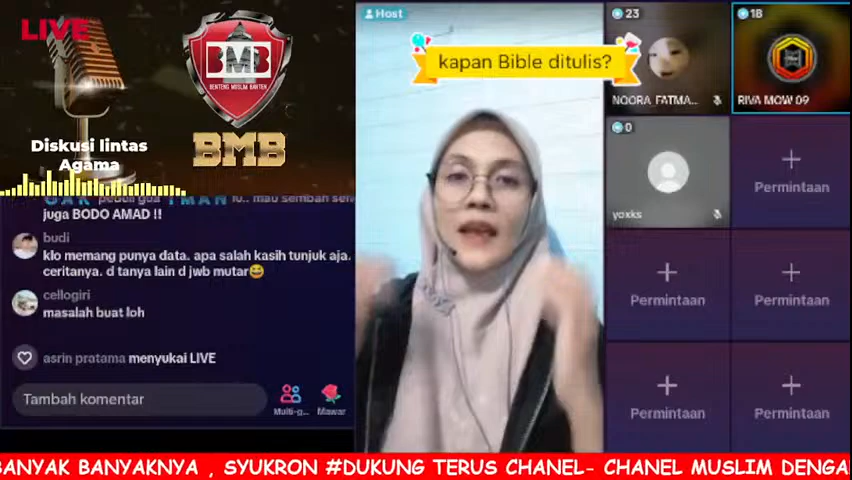 LIVE
BMB
BENTENG MUSLIM BANTEN
BMB
Diskusi lintas
Agama
IMAN
juga BODO AMAD !!
budi
klo memang punya data. apa salah kasih tunjuk aja.
ceritanya. d tanya lain d jwb mutar😆
cellogiri
masalah buat loh
asrin pratama menyukai LIVE
Tambah komentar
Multi-g...
Mawar
Host
kapan Bible ditulis?
23
NOORA FATMA...
18
RIVA MOW 09
0
yoxks
Permintaan
Permintaan
Permintaan
Permintaan
Permintaan
BANYAK BANYAKNYA , SYUKRON #DUKUNG TERUS CHANEL- CHANEL MUSLIM DENGA